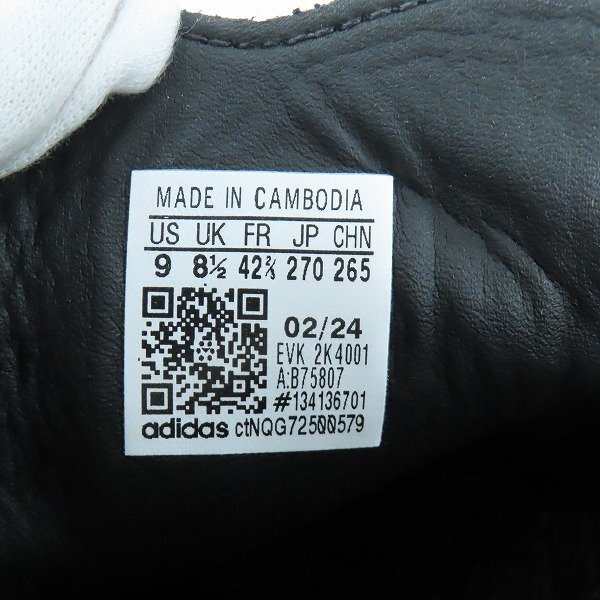 MADE IN CAMBODIA
US UK FR JP CHN
9 8½ 42⅔ 270 265
02/24
EVK 2K4001
A:B75807
#134136701
adidas ctNQG72500579